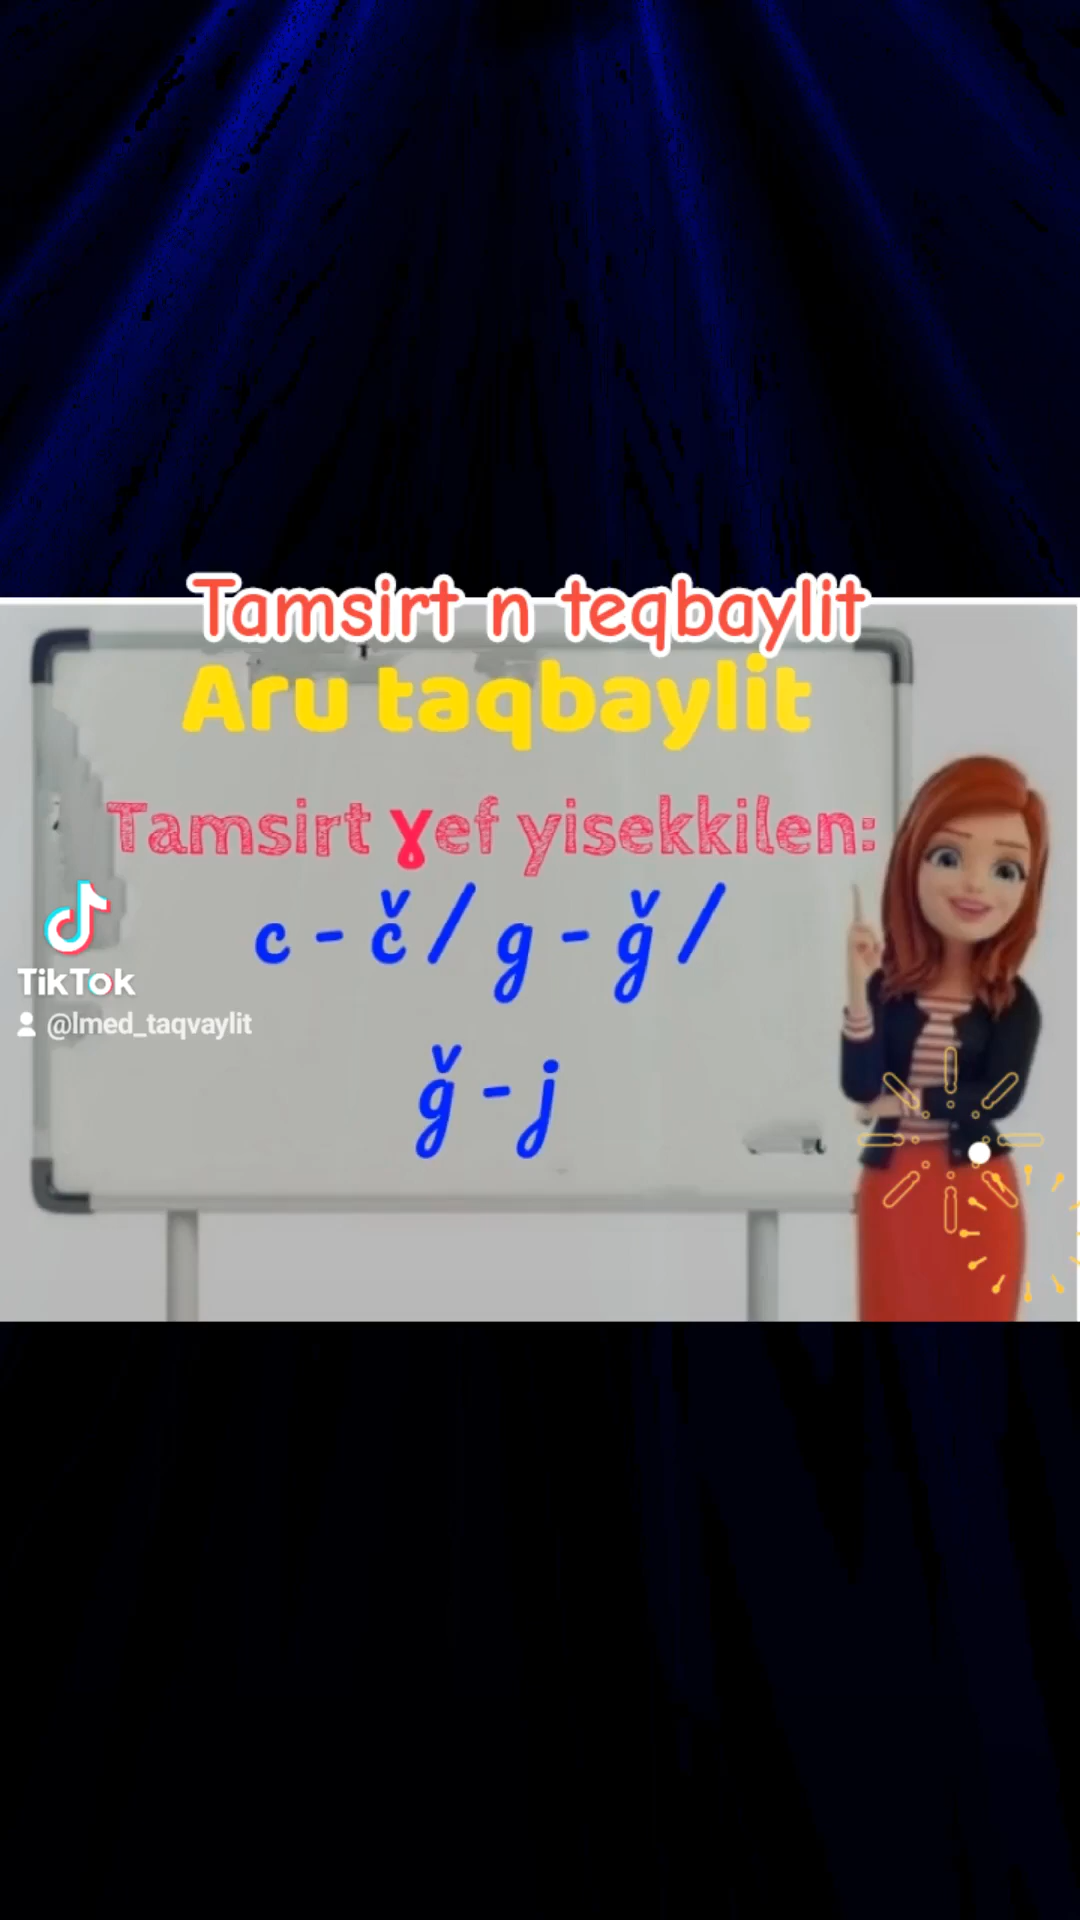 Tamsirt n teqbaylit
Aru taqbaylit
Tamsirt ɣef yisekkilen:
c - č / g - ğ /
ğ - j
TikTok
@lmed_taqvaylit